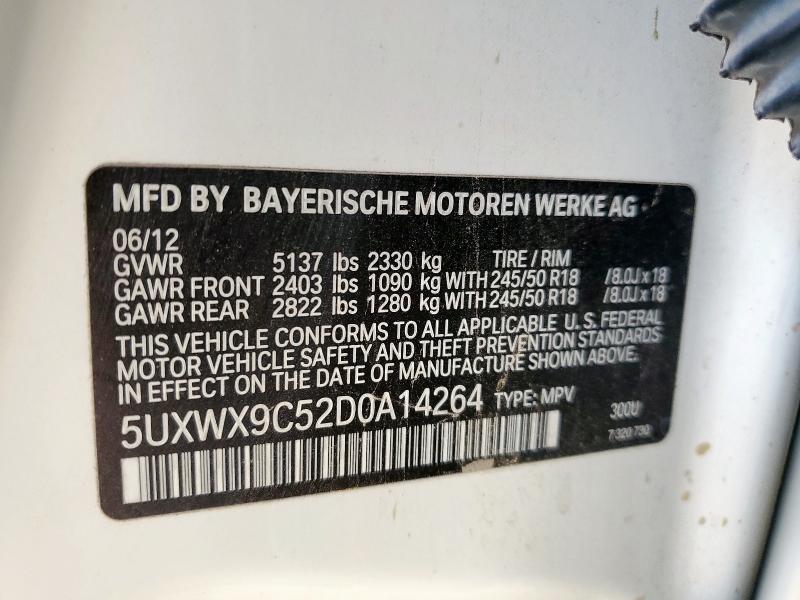 MFD BY BAYERISCHE MOTOREN WERKE AG
06/12
GVWR 5137 lbs 2330 kg TIRE / RIM
GAWR FRONT 2403 lbs 1090 kg WITH 245/50 R18 / 8.0J x 18
GAWR REAR 2822 lbs 1280 kg WITH 245/50 R18 / 8.0J x 18
THIS VEHICLE CONFORMS TO ALL APPLICABLE U.S. FEDERAL
MOTOR VEHICLE SAFETY AND THEFT PREVENTION STANDARDS
IN EFFECT ON THE DATE OF MANUFACTURE SHOWN ABOVE.
5UXWX9C52D0A14264 TYPE: MPV 300U
7 320 730